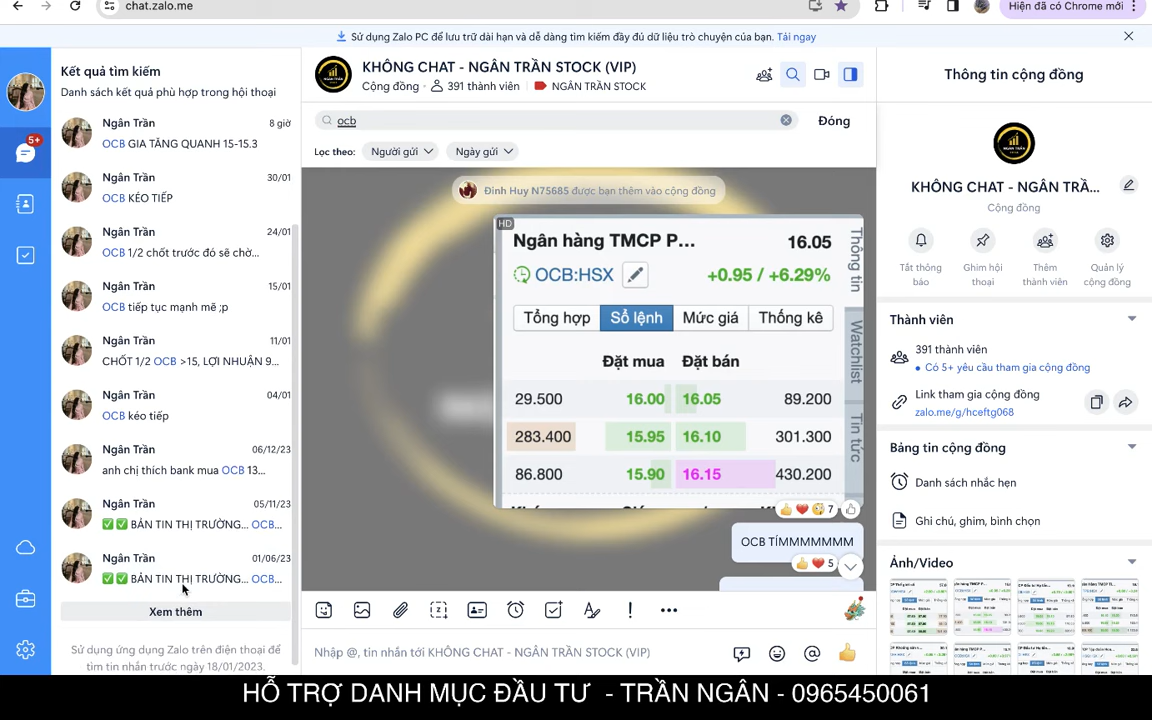 chat.zalo.me
Hiện đã có Chrome mới
Sử dụng Zalo PC để lưu trữ dài hạn và dễ dàng tìm kiếm đầy đủ dữ liệu trò chuyện của bạn. Tải ngay
Kết quả tìm kiếm
Danh sách kết quả phù hợp trong hội thoại
Ngân Trần 8 giờ
OCB GIA TĂNG QUANH 15-15.3
Ngân Trần 30/01
OCB KÉO TIẾP
Ngân Trần 24/01
OCB 1/2 chốt trước đó sẽ chờ...
Ngân Trần 15/01
OCB tiếp tục mạnh mẽ ;p
Ngân Trần 11/01
CHỐT 1/2 OCB >15, LỢI NHUẬN 9...
Ngân Trần 04/01
OCB kéo tiếp
Ngân Trần 06/12/23
anh chị thích bank mua OCB 13...
Ngân Trần 05/11/23
✅ ✅ BẢN TIN THỊ TRƯỜNG... OCB...
Ngân Trần 01/06/23
✅ ✅ BẢN TIN THỊ TRƯỜNG... OCB...
Xem thêm
Sử dụng ứng dụng Zalo trên điện thoại để
tìm tin nhắn trước ngày 18/01/2023.
5+
KHÔNG CHAT - NGÂN TRẦN STOCK (VIP)
Cộng đồng · 391 thành viên NGÂN TRẦN STOCK
ocb
Đóng
Lọc theo: Người gửi Ngày gửi
Đinh Huy N75685 được bạn thêm vào cộng đồng
HD
Ngân hàng TMCP P... 16.05
OCB:HSX +0.95 / +6.29%
Tổng hợp Sổ lệnh Mức giá Thống kê
Đặt mua Đặt bán
29.500 16.00 16.05 89.200
283.400 15.95 16.10 301.300
86.800 15.90 16.15 430.200
Thông tin
Watchlist
Tin tức
7
OCB TÍMMMMMMM
5
Nhập @, tin nhắn tới KHÔNG CHAT - NGÂN TRẦN STOCK (VIP)
Thông tin cộng đồng
KHÔNG CHAT - NGÂN TRẦ...
Cộng đồng
Tắt thông báo
Ghim hội thoại
Thêm thành viên
Quản lý cộng đồng
Thành viên
391 thành viên
• Có 5+ yêu cầu tham gia cộng đồng
Link tham gia cộng đồng
zalo.me/g/hceftg068
Bảng tin cộng đồng
Danh sách nhắc hẹn
Ghi chú, ghim, bình chọn
Ảnh/Video
HỖ TRỢ DANH MỤC ĐẦU TƯ - TRẦN NGÂN - 0965450061